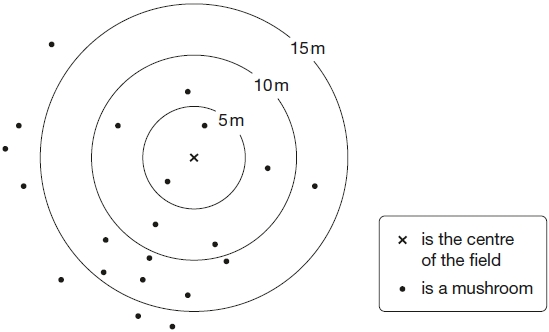 15 m
10 m
5 m
× is the centre
of the field
• is a mushroom